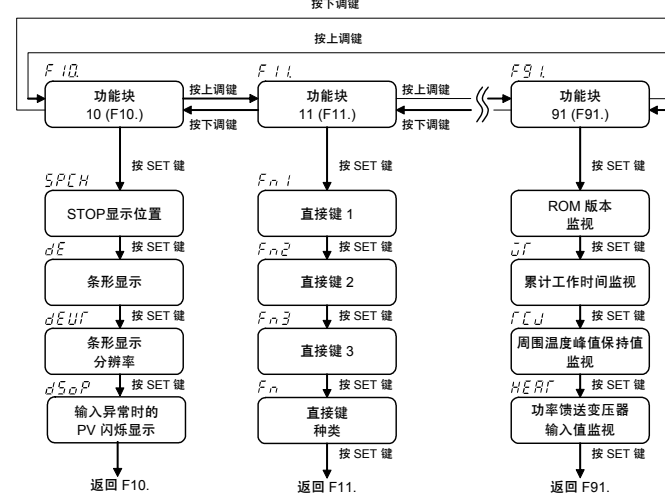 按下调键
按上调键
F10.
F11.
F91.
功能块
10 (F10.)
按上调键
按下调键
功能块
11 (F11.)
按上调键
按下调键
功能块
91 (F91.)
按 SET 键
按 SET 键
按 SET 键
SPCH
Fn1
STOP显示位置
直接键 1
ROM 版本
监视
dE
按 SET 键
Fn2
按 SET 键
按 SET 键
条形显示
直接键 2
累计工作时间监视
dEUT
按 SET 键
Fn3
按 SET 键
TCJ
按 SET 键
条形显示
分辨率
直接键 3
周围温度峰值保持值
监视
dSoP
按 SET 键
Fn
按 SET 键
HEAT
按 SET 键
输入异常时的
PV 闪烁显示
直接键
种类
功率馈送变压器
输入值监视
按 SET 键
按 SET 键
返回 F10.
返回 F11.
返回 F91.